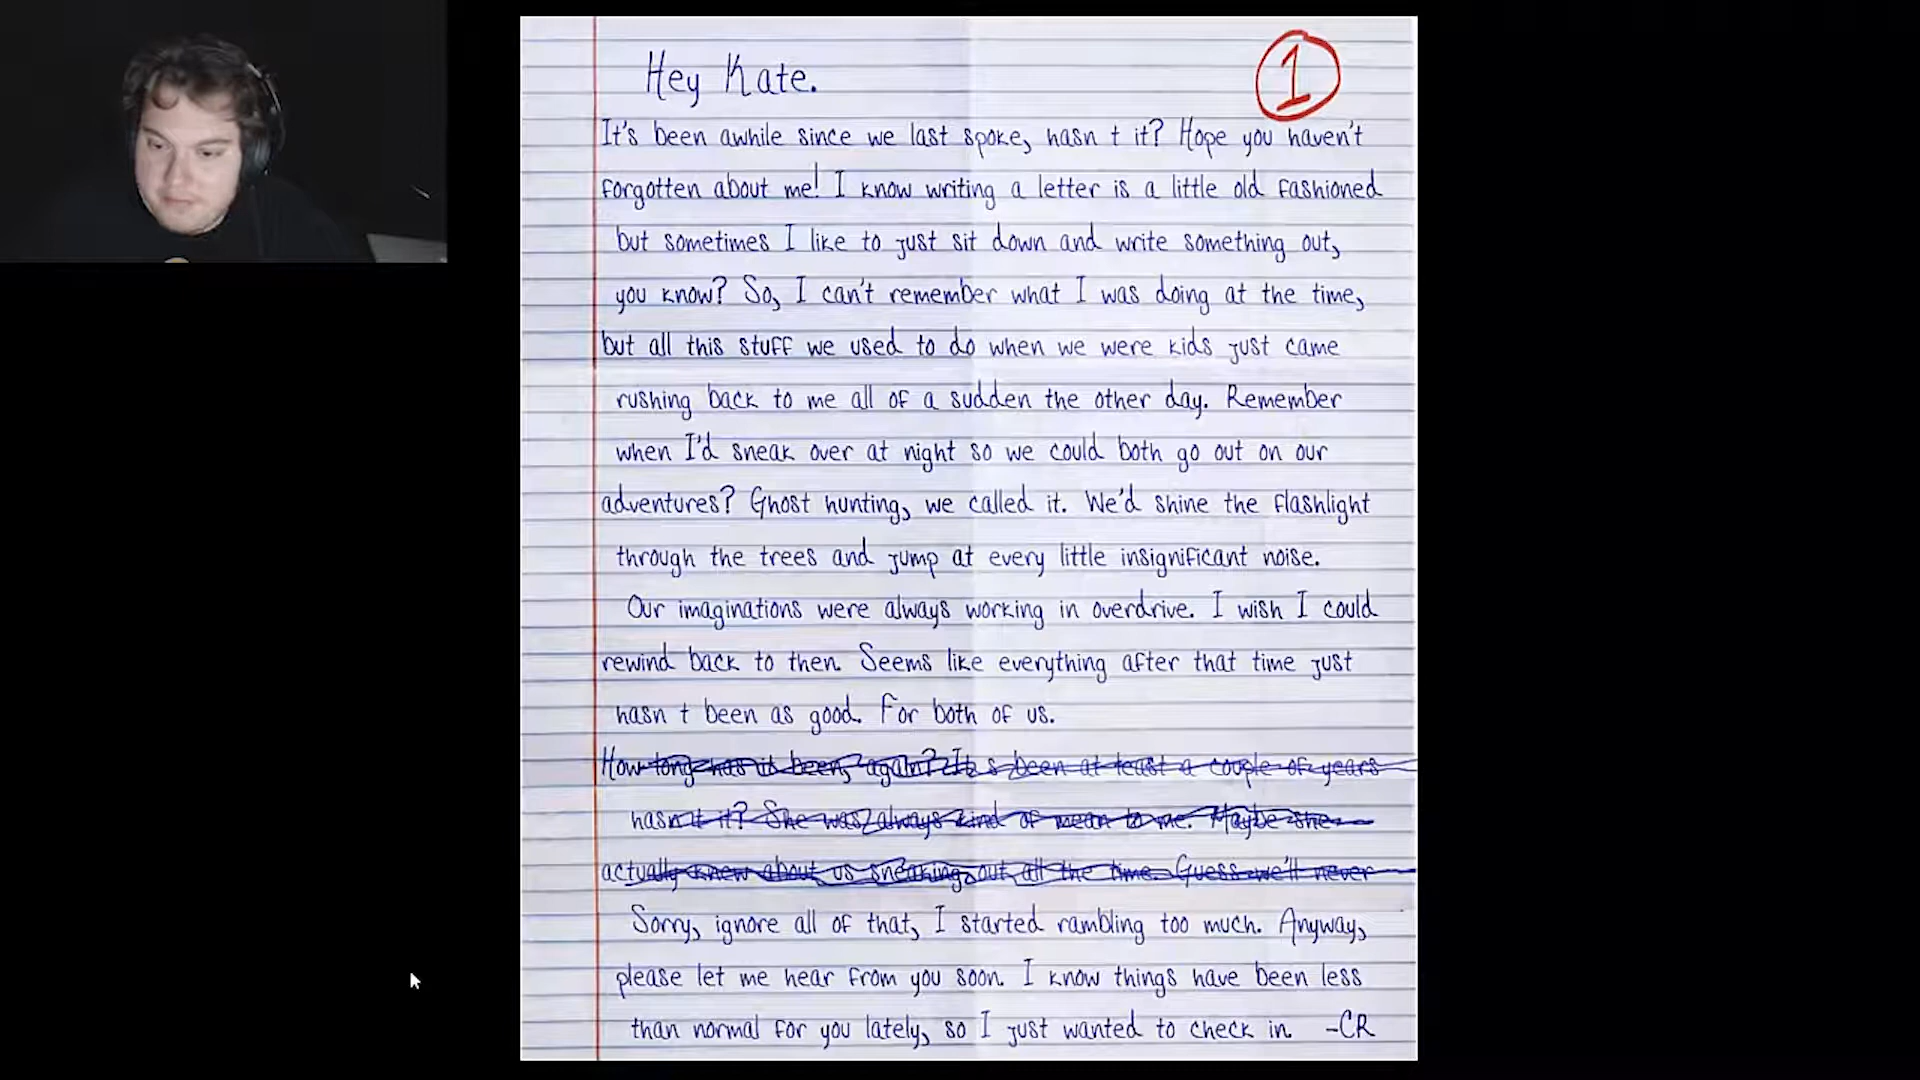 Hey Kate.
1
It's been awhile since we last spoke, hasn t it? Hope you haven't
forgotten about me! I know writing a letter is a little old fashioned
but sometimes I like to just sit down and write something out,
you know? So, I can't remember what I was doing at the time,
but all this stuff we used to do when we were kids just came
rushing back to me all of a sudden the other day. Remember
when I'd sneak over at night so we could both go out on our
adventures? Ghost hunting, we called it. We'd shine the flashlight
through the trees and jump at every little insignificant noise.
Our imaginations were always working in overdrive. I wish I could
rewind back to then. Seems like everything after that time just
hasn t been as good. For both of us.
How long has it been, again? It s been at least a couple of years
hasn t it? She was always kind of mean to me. Maybe she
actually knew about us sneaking out all the time. Guess we'll never
Sorry, ignore all of that, I started rambling too much. Anyway,
please let me hear from you soon. I know things have been less
than normal for you lately, so I just wanted to check in. -CR